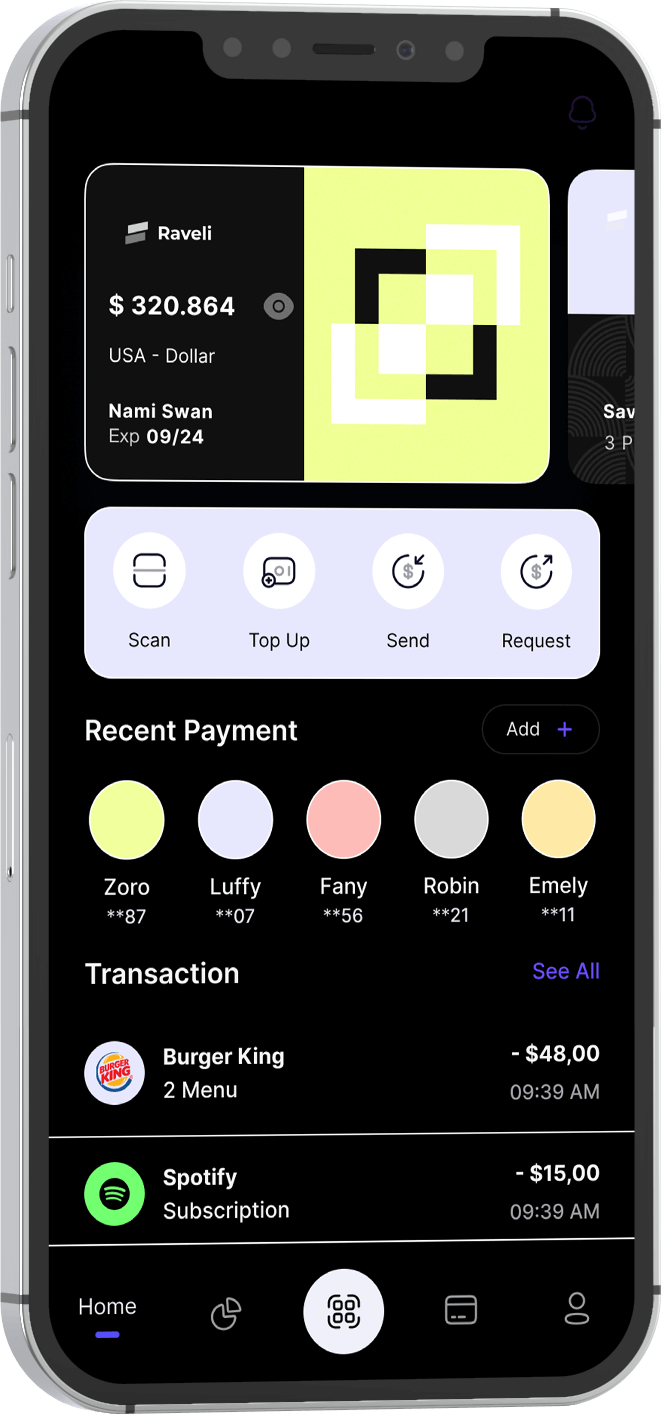 Raveli
$ 320.864
USA - Dollar
Nami Swan
Exp 09/24
Sav
3 P
Scan
Top Up
Send
Request
Recent Payment
Add +
Zoro
Luffy
Fany
Robin
Emely
**87
**07
**56
**21
**11
Transaction
See All
BURGER
KING
Burger King
- $48,00
2 Menu
09:39 AM
Spotify
- $15,00
Subscription
09:39 AM
Home